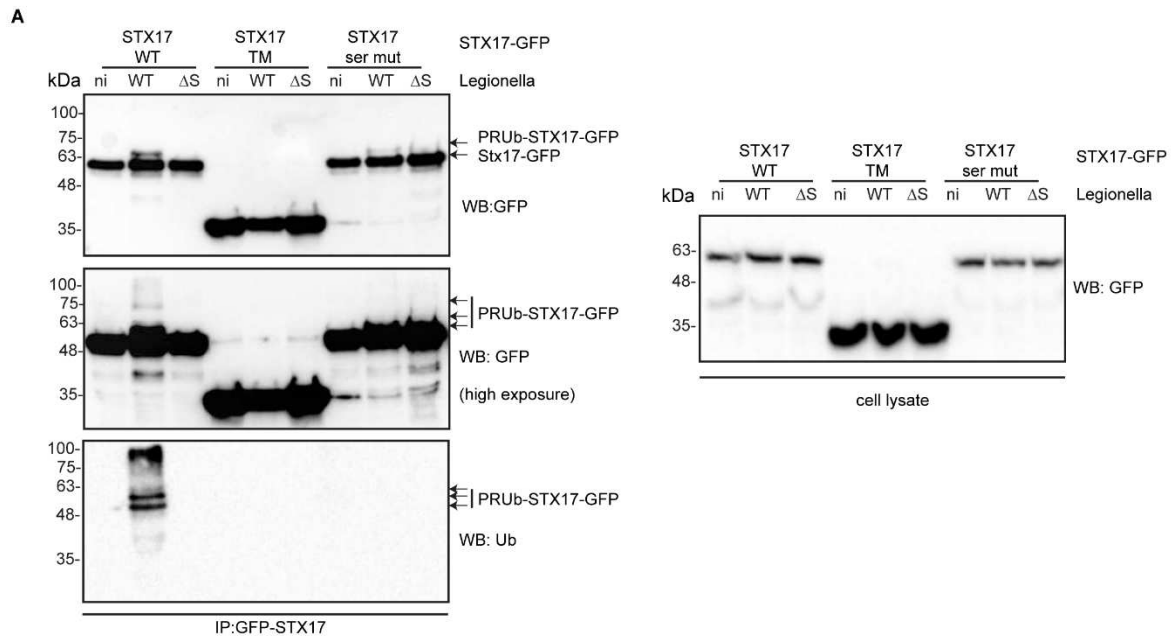 A
STX17 STX17 STX17 STX17-GFP
WT TM ser mut
kDa ni WT ΔS ni WT ΔS ni WT ΔS Legionella
100-
75- PRUb-STX17-GFP
63- Stx17-GFP
48-
WB:GFP
35-
100-
75- PRUb-STX17-GFP
63-
WB: GFP
48-
35- (high exposure)
100-
75-
63- PRUb-STX17-GFP
48-
WB: Ub
35-
IP:GFP-STX17
STX17 STX17 STX17 STX17-GFP
WT TM ser mut
kDa ni WT ΔS ni WT ΔS ni WT ΔS Legionella
63-
48- WB: GFP
35-
cell lysate